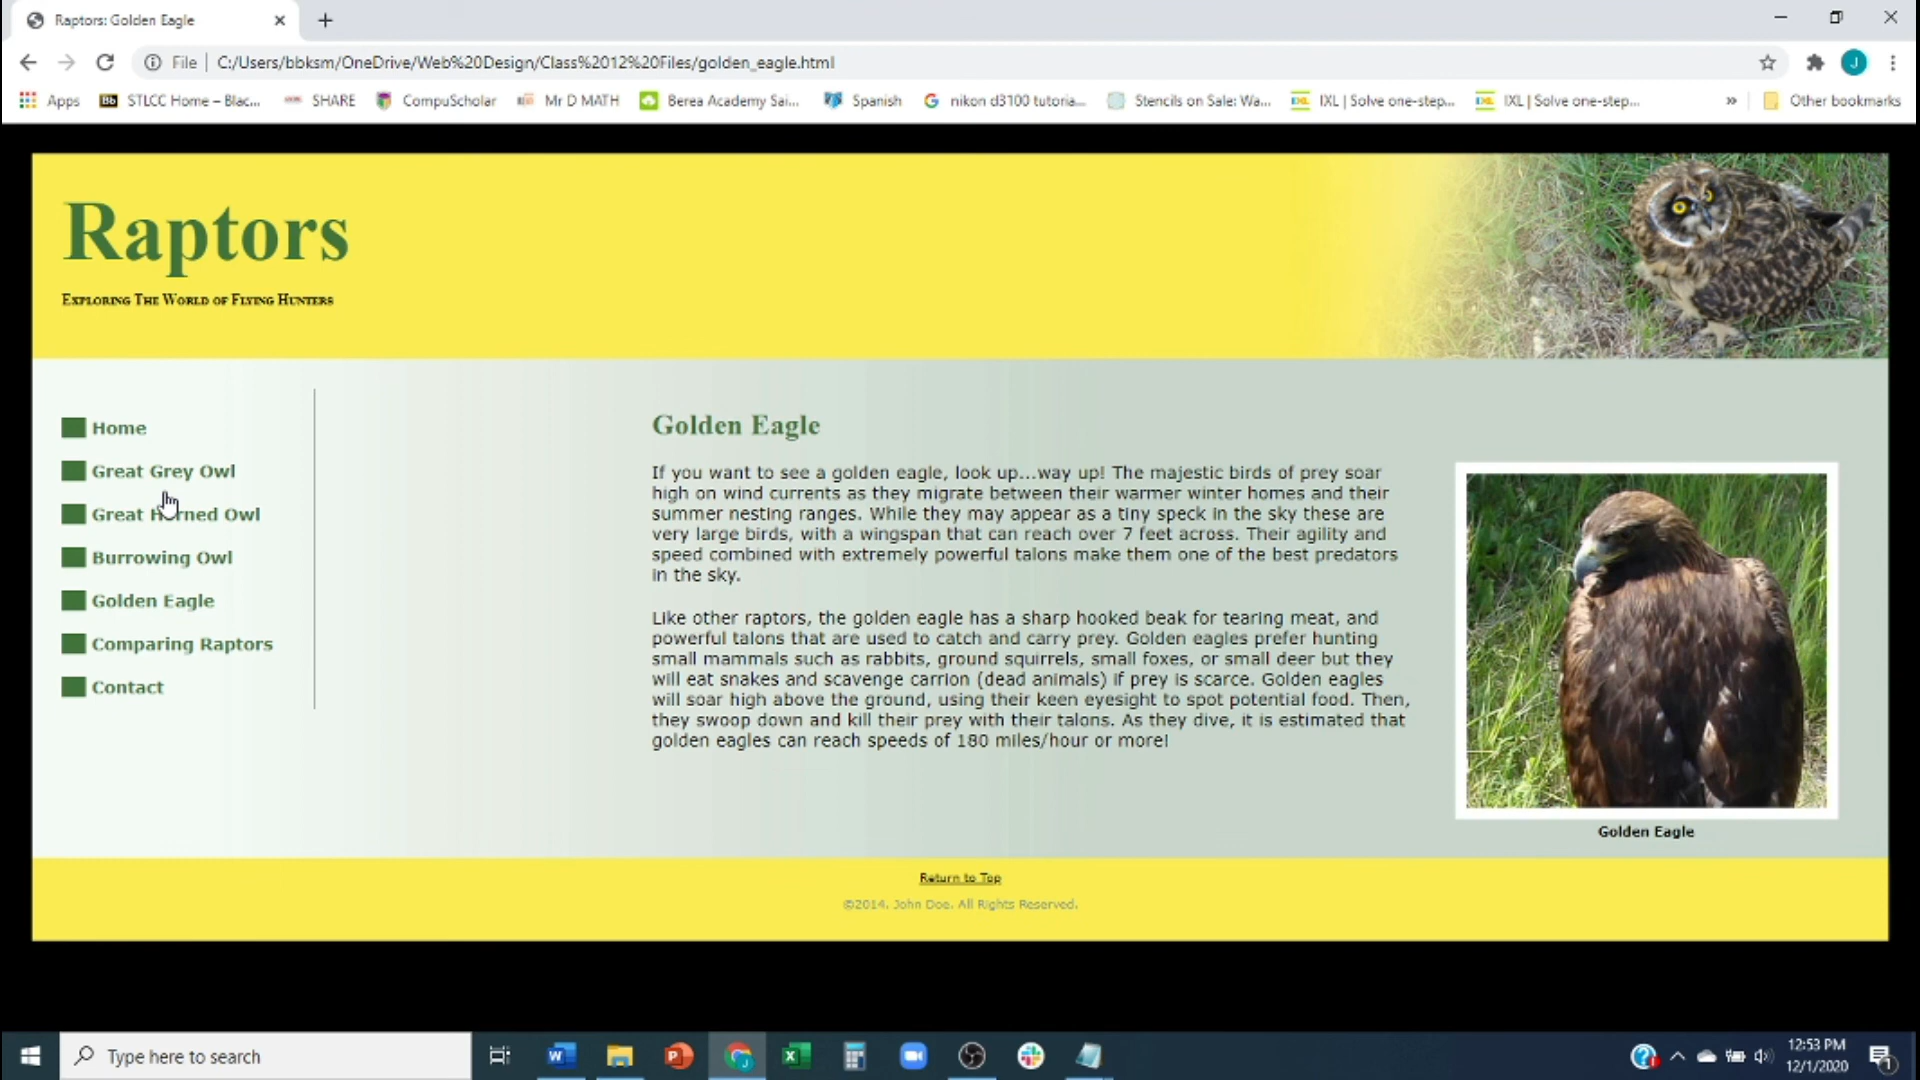 Raptors: Golden Eagle
File C:/Users/bbksm/OneDrive/Web%20Design/Class%2012%20Files/golden_eagle.html J
Apps Bb STLCC Home – Blac... SHARE CompuScholar Mr D MATH Berea Academy Sai... Spanish nikon d3100 tutoria... Stencils on Sale: Wa... IXL | Solve one-step... IXL | Solve one-step... » Other bookmarks
Raptors
Exploring The World of Flying Hunters
Home
Great Grey Owl
Great Horned Owl
Burrowing Owl
Golden Eagle
Comparing Raptors
Contact
Golden Eagle
If you want to see a golden eagle, look up...way up! The majestic birds of prey soar
high on wind currents as they migrate between their warmer winter homes and their
summer nesting ranges. While they may appear as a tiny speck in the sky these are
very large birds, with a wingspan that can reach over 7 feet across. Their agility and
speed combined with extremely powerful talons make them one of the best predators
in the sky.
Like other raptors, the golden eagle has a sharp hooked beak for tearing meat, and
powerful talons that are used to catch and carry prey. Golden eagles prefer hunting
small mammals such as rabbits, ground squirrels, small foxes, or small deer but they
will eat snakes and scavenge carrion (dead animals) if prey is scarce. Golden eagles
will soar high above the ground, using their keen eyesight to spot potential food. Then,
they swoop down and kill their prey with their talons. As they dive, it is estimated that
golden eagles can reach speeds of 180 miles/hour or more!
Golden Eagle
Return to Top
©2014. John Doe. All Rights Reserved.
Type here to search
12:53 PM
12/1/2020